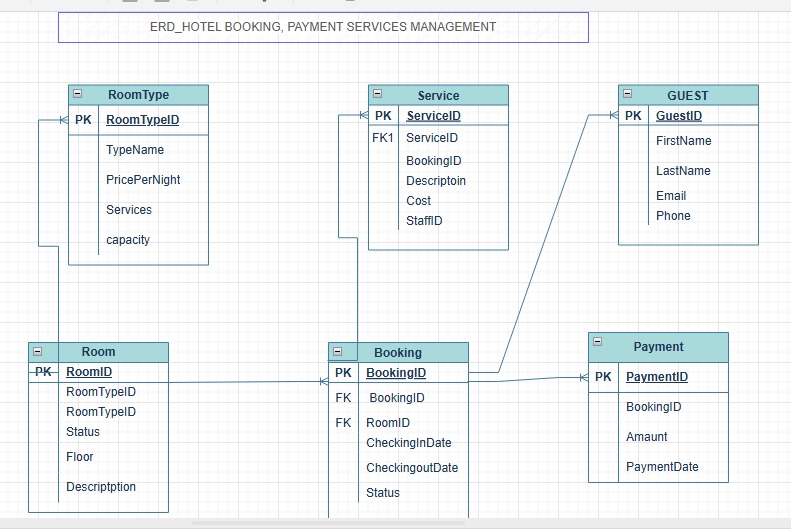 ERD_HOTEL BOOKING, PAYMENT SERVICES MANAGEMENT
RoomType
PK RoomTypeID
TypeName
PricePerNight
Services
capacity
Service
PK ServiceID
FK1 ServiceID
BookingID
Descriptoin
Cost
StaffID
GUEST
PK GuestID
FirstName
LastName
Email
Phone
Room
PK RoomID
RoomTypeID
RoomTypeID
Status
Floor
Descriptption
Booking
PK BookingID
FK BookingID
FK RoomID
CheckingInDate
CheckingoutDate
Status
Payment
PK PaymentID
BookingID
Amaunt
PaymentDate